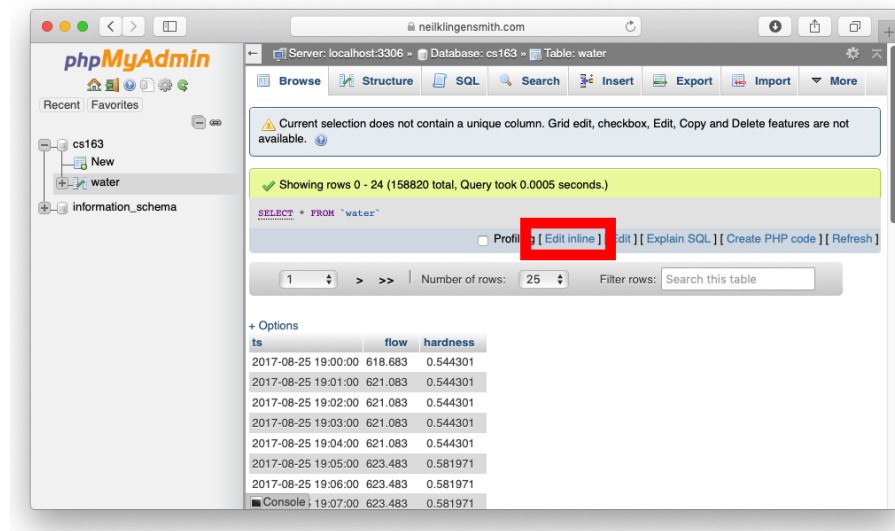 neilklingensmith.com
phpMyAdmin
Recent Favorites
cs163
New
water
information_schema
Server: localhost:3306 » Database: cs163 » Table: water
Browse Structure SQL Search Insert Export Import More
Current selection does not contain a unique column. Grid edit, checkbox, Edit, Copy and Delete features are not
available.
Showing rows 0 - 24 (158820 total, Query took 0.0005 seconds.)
SELECT * FROM `water`
[ Edit inline ] [ Explain SQL ] [ Create PHP code ] [ Refresh ]
1 > >> Number of rows: 25 Filter rows: Search this table
+ Options
ts flow hardness
2017-08-25 19:00:00 618.683 0.544301
2017-08-25 19:01:00 621.083 0.544301
2017-08-25 19:02:00 621.083 0.544301
2017-08-25 19:03:00 621.083 0.544301
2017-08-25 19:04:00 621.083 0.544301
2017-08-25 19:05:00 623.483 0.581971
2017-08-25 19:06:00 623.483 0.581971
Console 19:07:00 623.483 0.581971